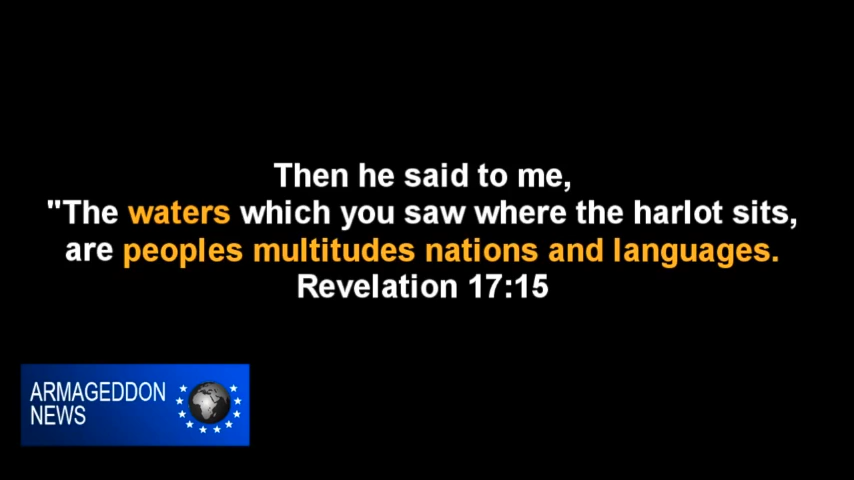 Then he said to me,
"The waters which you saw where the harlot sits,
are peoples multitudes nations and languages.
Revelation 17:15
ARMAGEDDON
NEWS